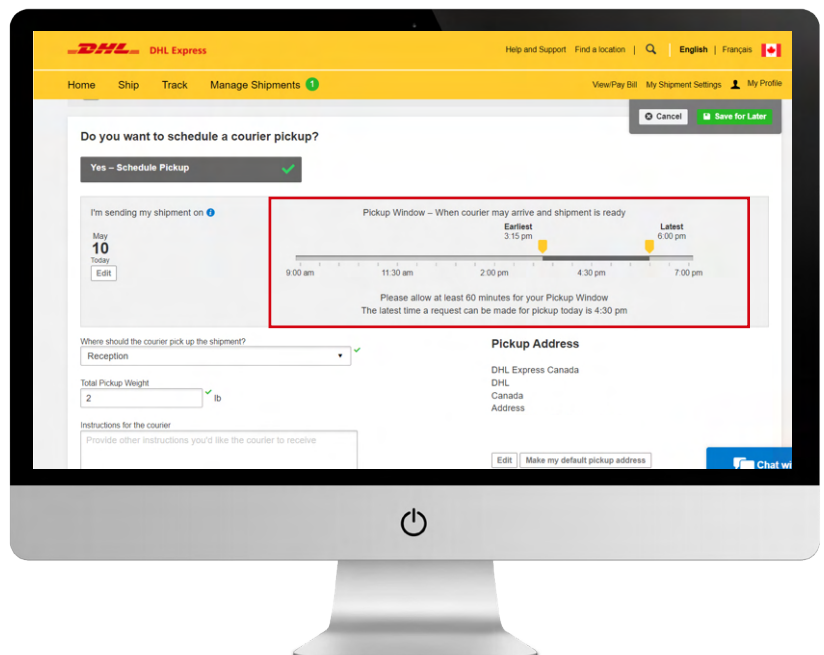 DHL DHL Express
Help and Support Find a location | English | Français
Home Ship Track Manage Shipments 1
View/Pay Bill My Shipment Settings My Profile
Cancel Save for Later
Do you want to schedule a courier pickup?
Yes – Schedule Pickup
I'm sending my shipment on
May
10
Today
Edit
Pickup Window – When courier may arrive and shipment is ready
Earliest
3:15 pm
Latest
6:00 pm
9:00 am 11:30 am 2:00 pm 4:30 pm 7:00 pm
Please allow at least 60 minutes for your Pickup Window
The latest time a request can be made for pickup today is 4:30 pm
Where should the courier pick up the shipment?
Reception
Total Pickup Weight
2 lb
Instructions for the courier
Provide other instructions you'd like the courier to receive
Pickup Address
DHL Express Canada
DHL
Canada
Address
Edit Make my default pickup address
Chat wi